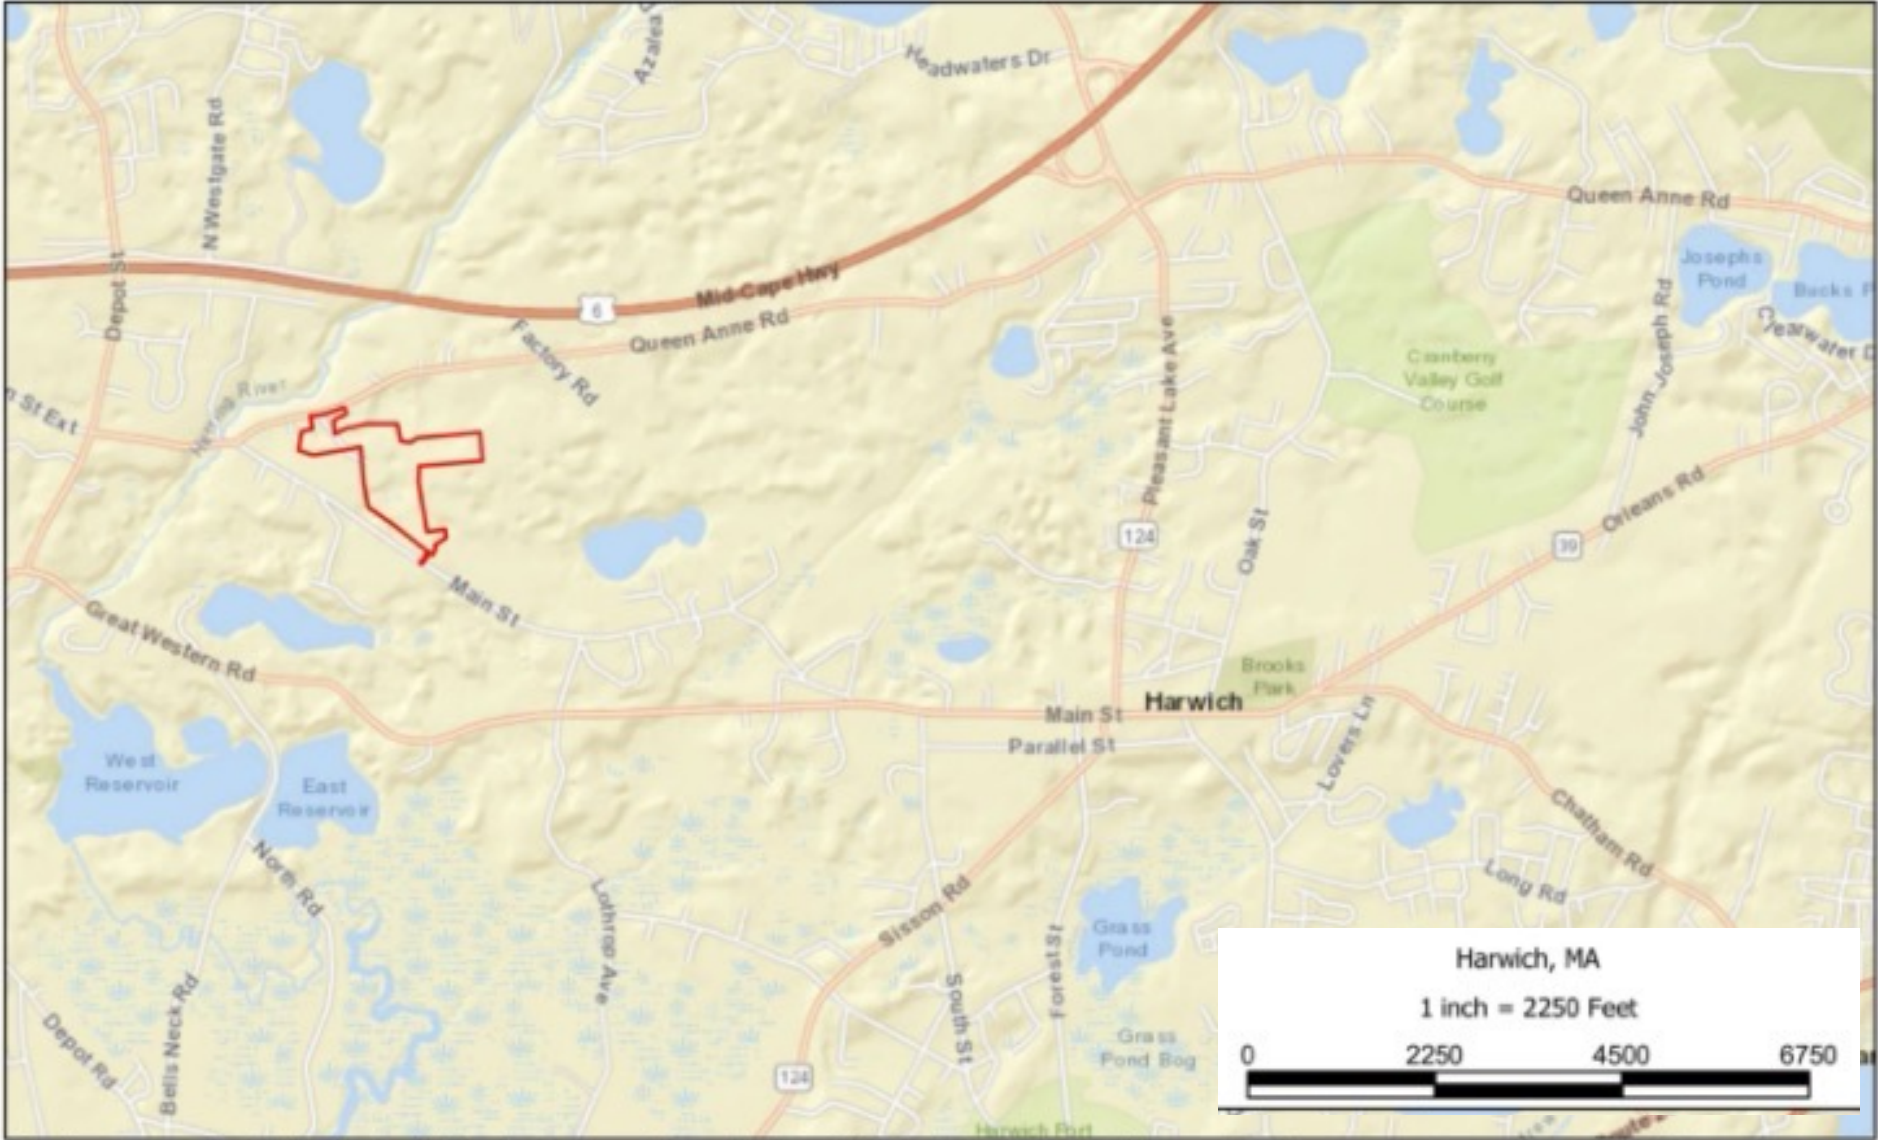 Azalea
Headwaters Dr
N Westgate Rd
Queen Anne Rd
Depot St
Mid-Cape Hwy
6
Queen Anne Rd
Factory Rd
Josephs
Pond
Bucks P
Clearwater D
John Joseph Rd
Cranberry
Valley Golf
Course
Pleasant Lake Ave
Herring River
n St Ext
Orleans Rd
39
124
Oak St
Main St
Great Western Rd
Brooks
Park
Harwich
Main St
Parallel St
Lovers Ln
West
Reservoir
East
Reservoir
Chatham Rd
North Rd
Long Rd
Lothrop Ave
Sisson Rd
Grass
Pond
Forest St
South St
Bells Neck Rd
Depot Rd
Grass
Pond Bog
124
Harwich Fort
Harwich, MA
1 inch = 2250 Feet
0 2250 4500 6750